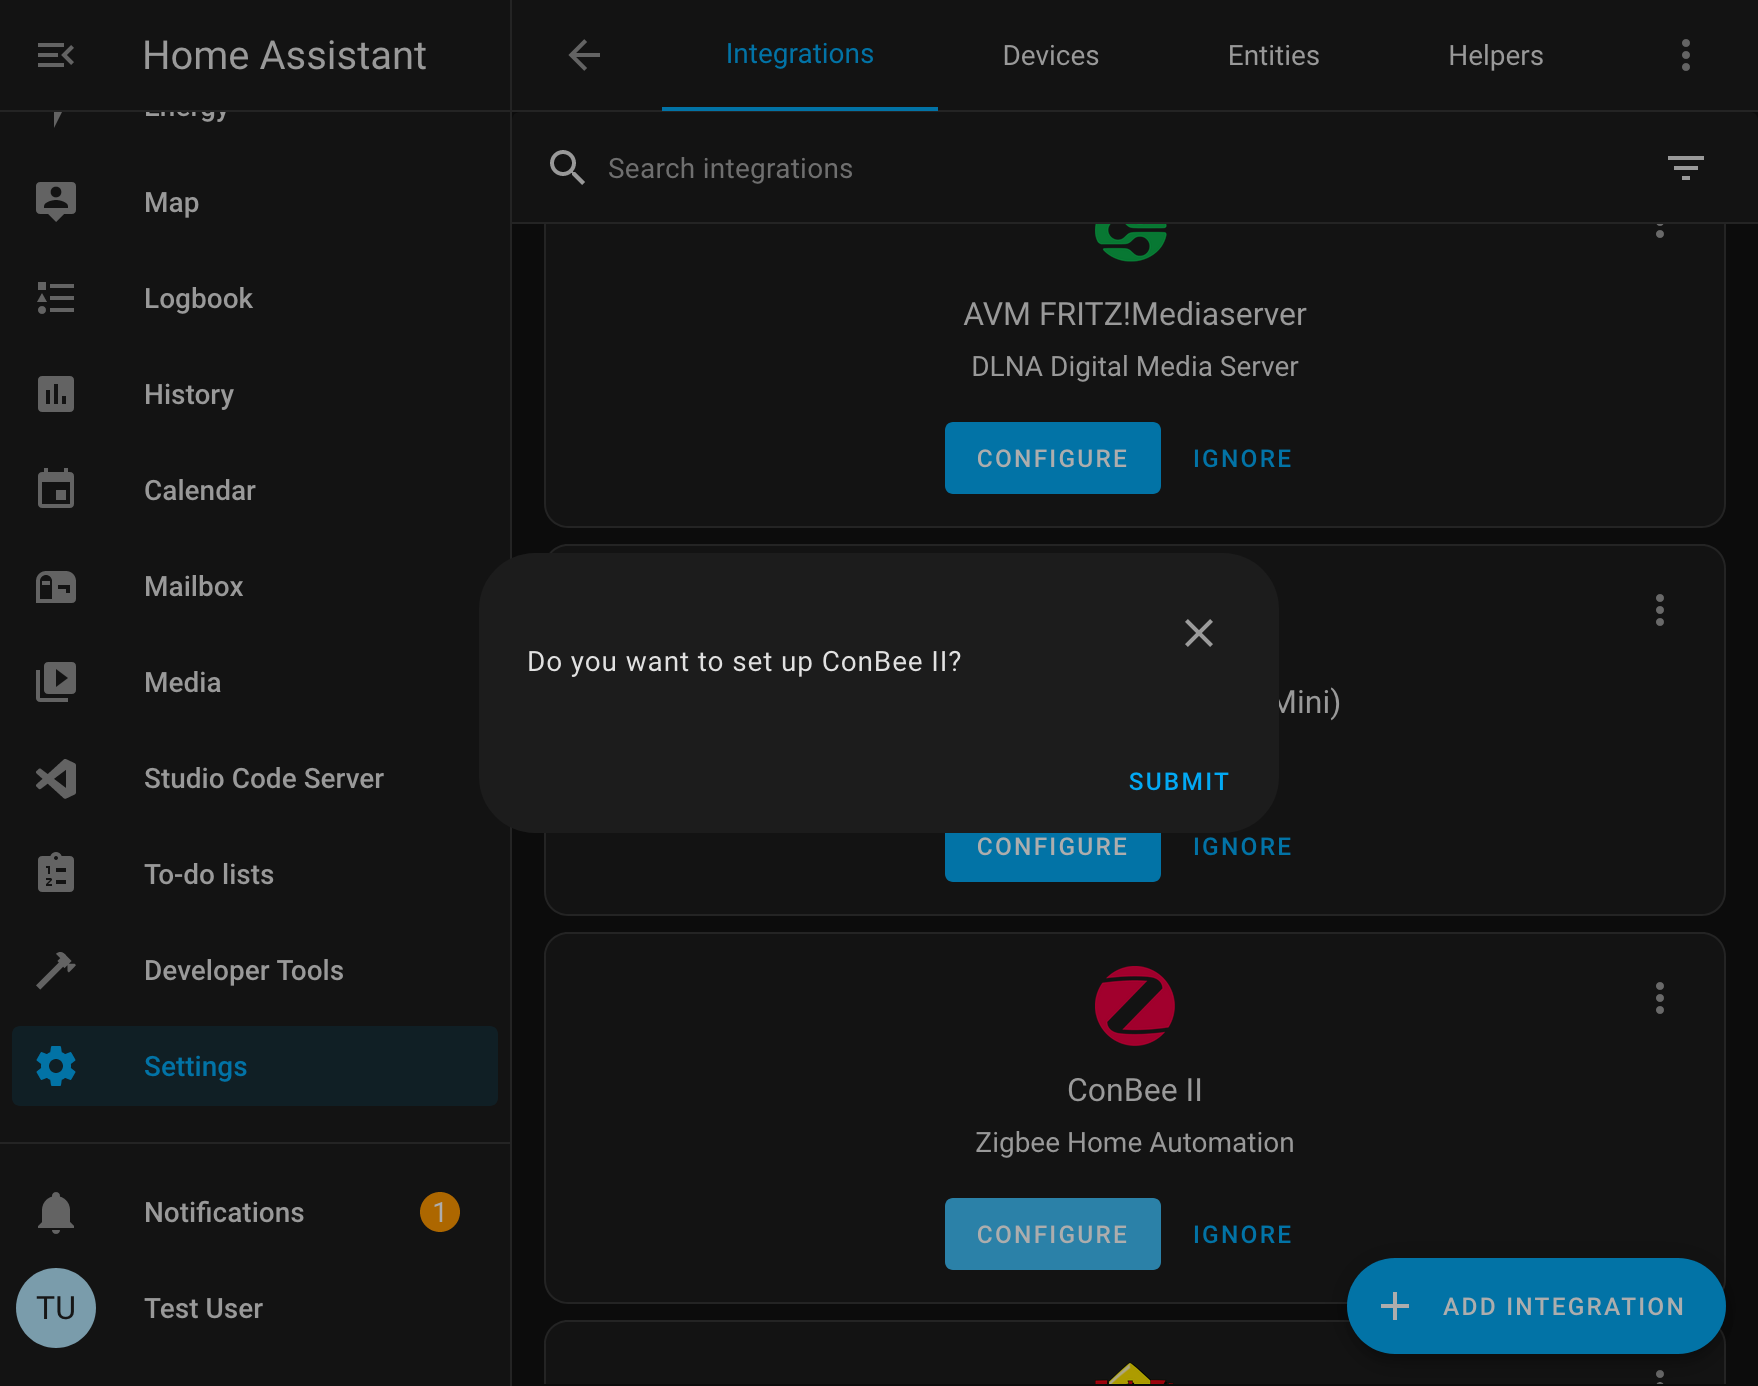 Home Assistant
Energy
Map
Logbook
History
Calendar
Mailbox
Media
Studio Code Server
To-do lists
Developer Tools
Settings
Notifications
1
TU
Test User
Integrations
Devices
Entities
Helpers
Search integrations
AVM FRITZ!Mediaserver
DLNA Digital Media Server
CONFIGURE
IGNORE
Do you want to set up ConBee II?
SUBMIT
Mini)
CONFIGURE
IGNORE
ConBee II
Zigbee Home Automation
CONFIGURE
IGNORE
ADD INTEGRATION